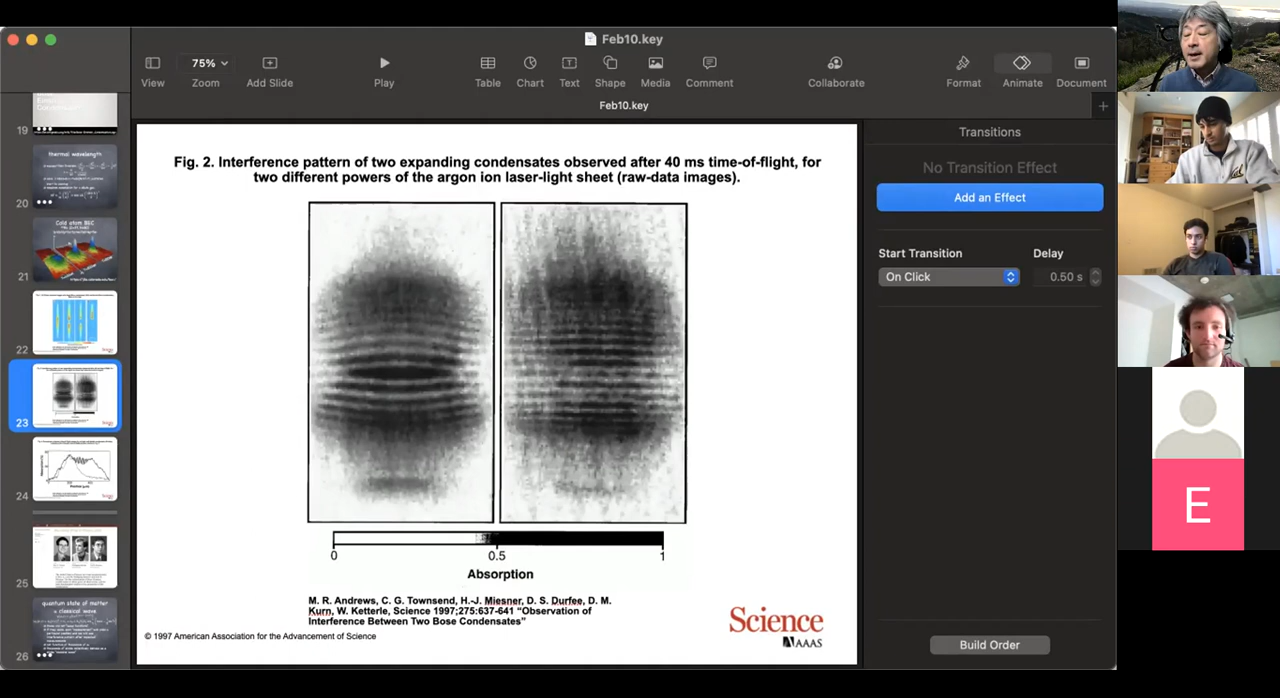 Feb10.key
75%
View
Zoom
Add Slide
Play
Table
Chart
Text
Shape
Media
Comment
Collaborate
Format
Animate
Document
Feb10.key
19
thermal wavelength
20
Cold atom BEC
21
22
23
24
25
quantum state of matter
a classical wave
26
Fig. 2. Interference pattern of two expanding condensates observed after 40 ms time-of-flight, for
two different powers of the argon ion laser-light sheet (raw-data images).
0
0.5
1
Absorption
M. R. Andrews, C. G. Townsend, H.-J. Miesner, D. S. Durfee, D. M.
Kurn, W. Ketterle, Science 1997;275:637-641 “Observation of
Interference Between Two Bose Condensates”
© 1997 American Association for the Advancement of Science
Science
AAAS
Transitions
No Transition Effect
Add an Effect
Start Transition
Delay
On Click
0.50 s
Build Order
E